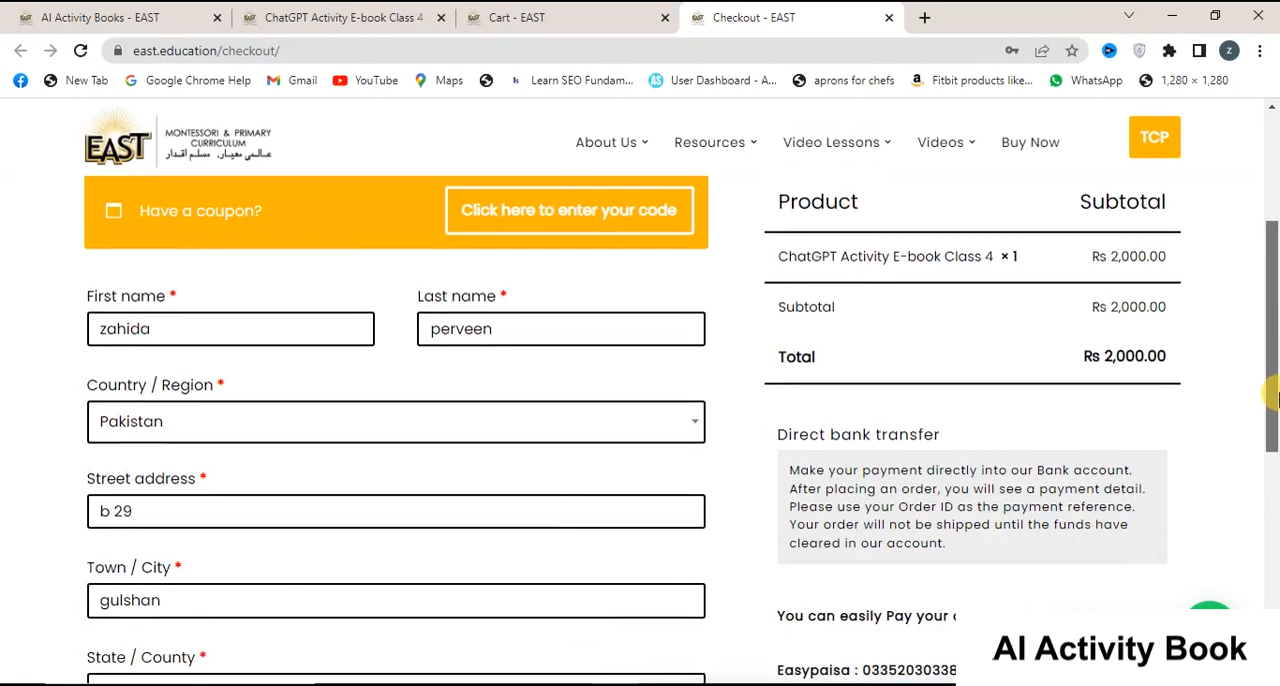 AI Activity Books - EAST
ChatGPT Activity E-book Class 4
Cart - EAST
Checkout - EAST
east.education/checkout/
Z
New Tab
Google Chrome Help
Gmail
YouTube
Maps
Learn SEO Fundam...
User Dashboard - A...
aprons for chefs
Fitbit products like...
WhatsApp
1,280 × 1,280
EAST
MONTESSORI & PRIMARY
CURRICULUM
عالمی معیار، مسلم اقدار
About Us
Resources
Video Lessons
Videos
Buy Now
TCP
Have a coupon?
Click here to enter your code
First name *
Last name *
zahida
perveen
Country / Region *
Pakistan
Street address *
b 29
Town / City *
gulshan
State / County *
Product
Subtotal
ChatGPT Activity E-book Class 4 × 1
₨ 2,000.00
Subtotal
₨ 2,000.00
Total
₨ 2,000.00
Direct bank transfer
Make your payment directly into our Bank account.
After placing an order, you will see a payment detail.
Please use your Order ID as the payment reference.
Your order will not be shipped until the funds have
cleared in our account.
You can easily Pay your
Easypaisa : 03352030338
AI Activity Book